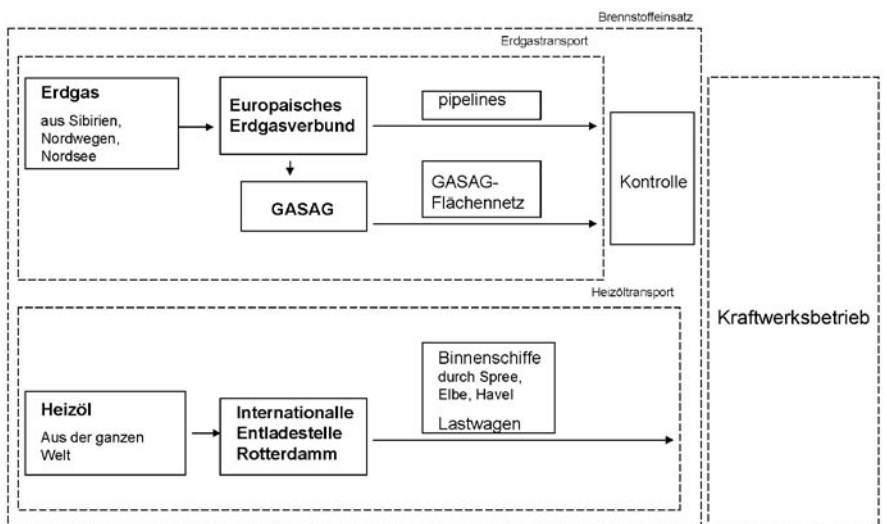 Brennstoffeinsatz
Erdgastransport
Erdgas
aus Sibirien,
Nordwegen,
Nordsee
Europaisches
Erdgasverbund
pipelines
GASAG
GASAG-
Flächennetz
Kontrolle
Heizöltransport
Heizöl
Aus der ganzen
Welt
Internationalle
Entladestelle
Rotterdamm
Binnenschiffe
durch Spree,
Elbe, Havel
Lastwagen
Kraftwerksbetrieb